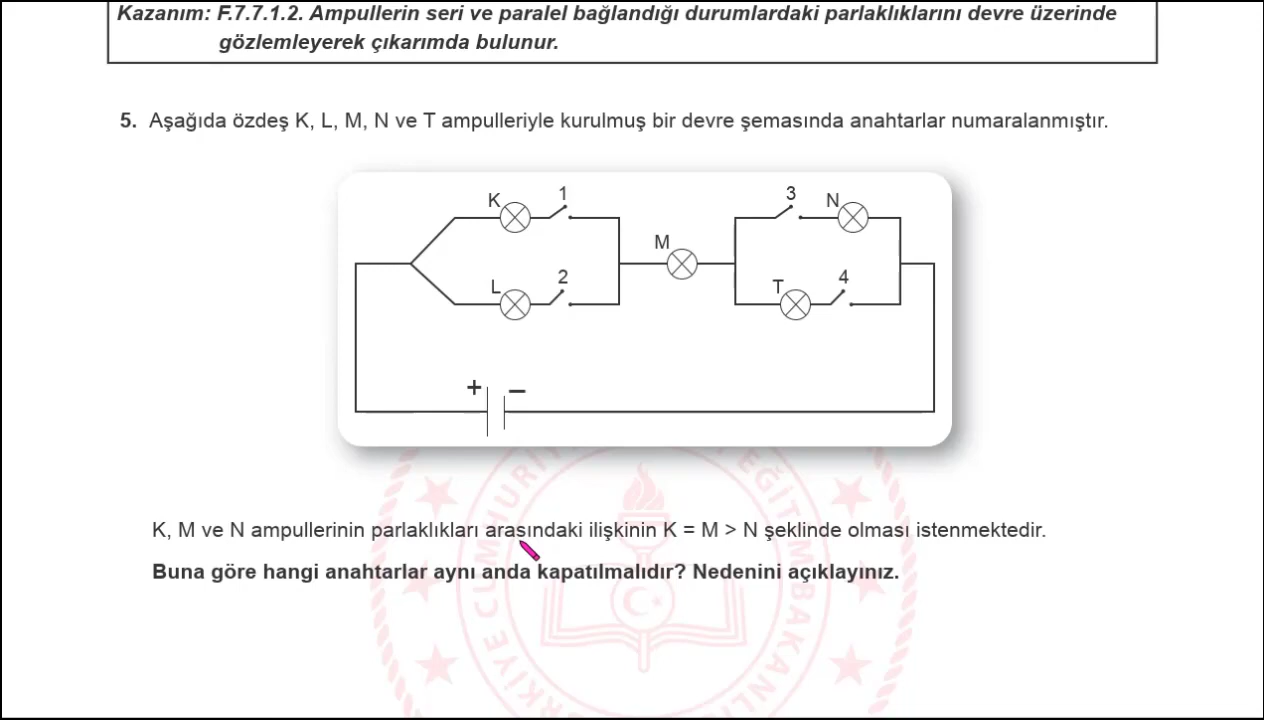 Kazanım: F.7.7.1.2. Ampullerin seri ve paralel bağlandığı durumlardaki parlaklıklarını devre üzerinde
gözlemleyerek çıkarımda bulunur.
5. Aşağıda özdeş K, L, M, N ve T ampulleriyle kurulmuş bir devre şemasında anahtarlar numaralanmıştır.
K 1 3 N
M
L 2 T 4
+ −
K, M ve N ampullerinin parlaklıkları arasındaki ilişkinin K = M > N şeklinde olması istenmektedir.
Buna göre hangi anahtarlar aynı anda kapatılmalıdır? Nedenini açıklayınız.